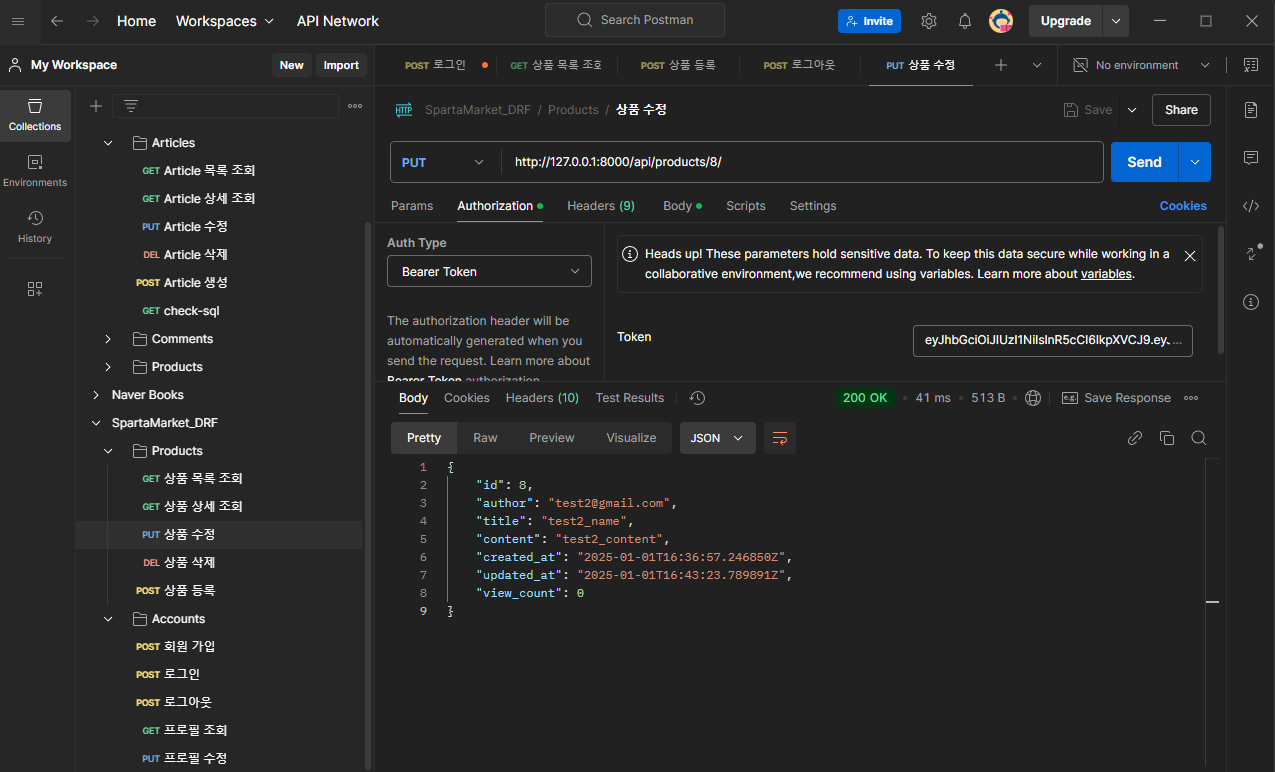 Home Workspaces API Network Search Postman Invite Upgrade
My Workspace New Import
POST 로그인 GET 상품 목록 조회 POST 상품 등록 POST 로그아웃 PUT 상품 수정 No environment
Collections
Environments
History
Articles
GET Article 목록 조회
GET Article 상세 조회
PUT Article 수정
DEL Article 삭제
POST Article 생성
GET check-sql
Comments
Products
Naver Books
SpartaMarket_DRF
Products
GET 상품 목록 조회
GET 상품 상세 조회
PUT 상품 수정
DEL 상품 삭제
POST 상품 등록
Accounts
POST 회원 가입
POST 로그인
POST 로그아웃
GET 프로필 조회
PUT 프로필 수정
HTTP SpartaMarket_DRF / Products / 상품 수정 Save Share
PUT http://127.0.0.1:8000/api/products/8/ Send
Params Authorization Headers (9) Body Scripts Settings Cookies
Auth Type
Bearer Token
The authorization header will be
automatically generated when you
send the request. Learn more about
Bearer Token authorization.
Heads up! These parameters hold sensitive data. To keep this data secure while working in a
collaborative environment,we recommend using variables. Learn more about variables.
Token eyJhbGciOiJIUzI1NiIsInR5cCI6IkpXVCJ9.eyJ...
Body Cookies Headers (10) Test Results 200 OK • 41 ms • 513 B e.g. Save Response
Pretty Raw Preview Visualize JSON
1 {
2 "id": 8,
3 "author": "test2@gmail.com",
4 "title": "test2_name",
5 "content": "test2_content",
6 "created_at": "2025-01-01T16:36:57.246850Z",
7 "updated_at": "2025-01-01T16:43:23.789891Z",
8 "view_count": 0
9 }